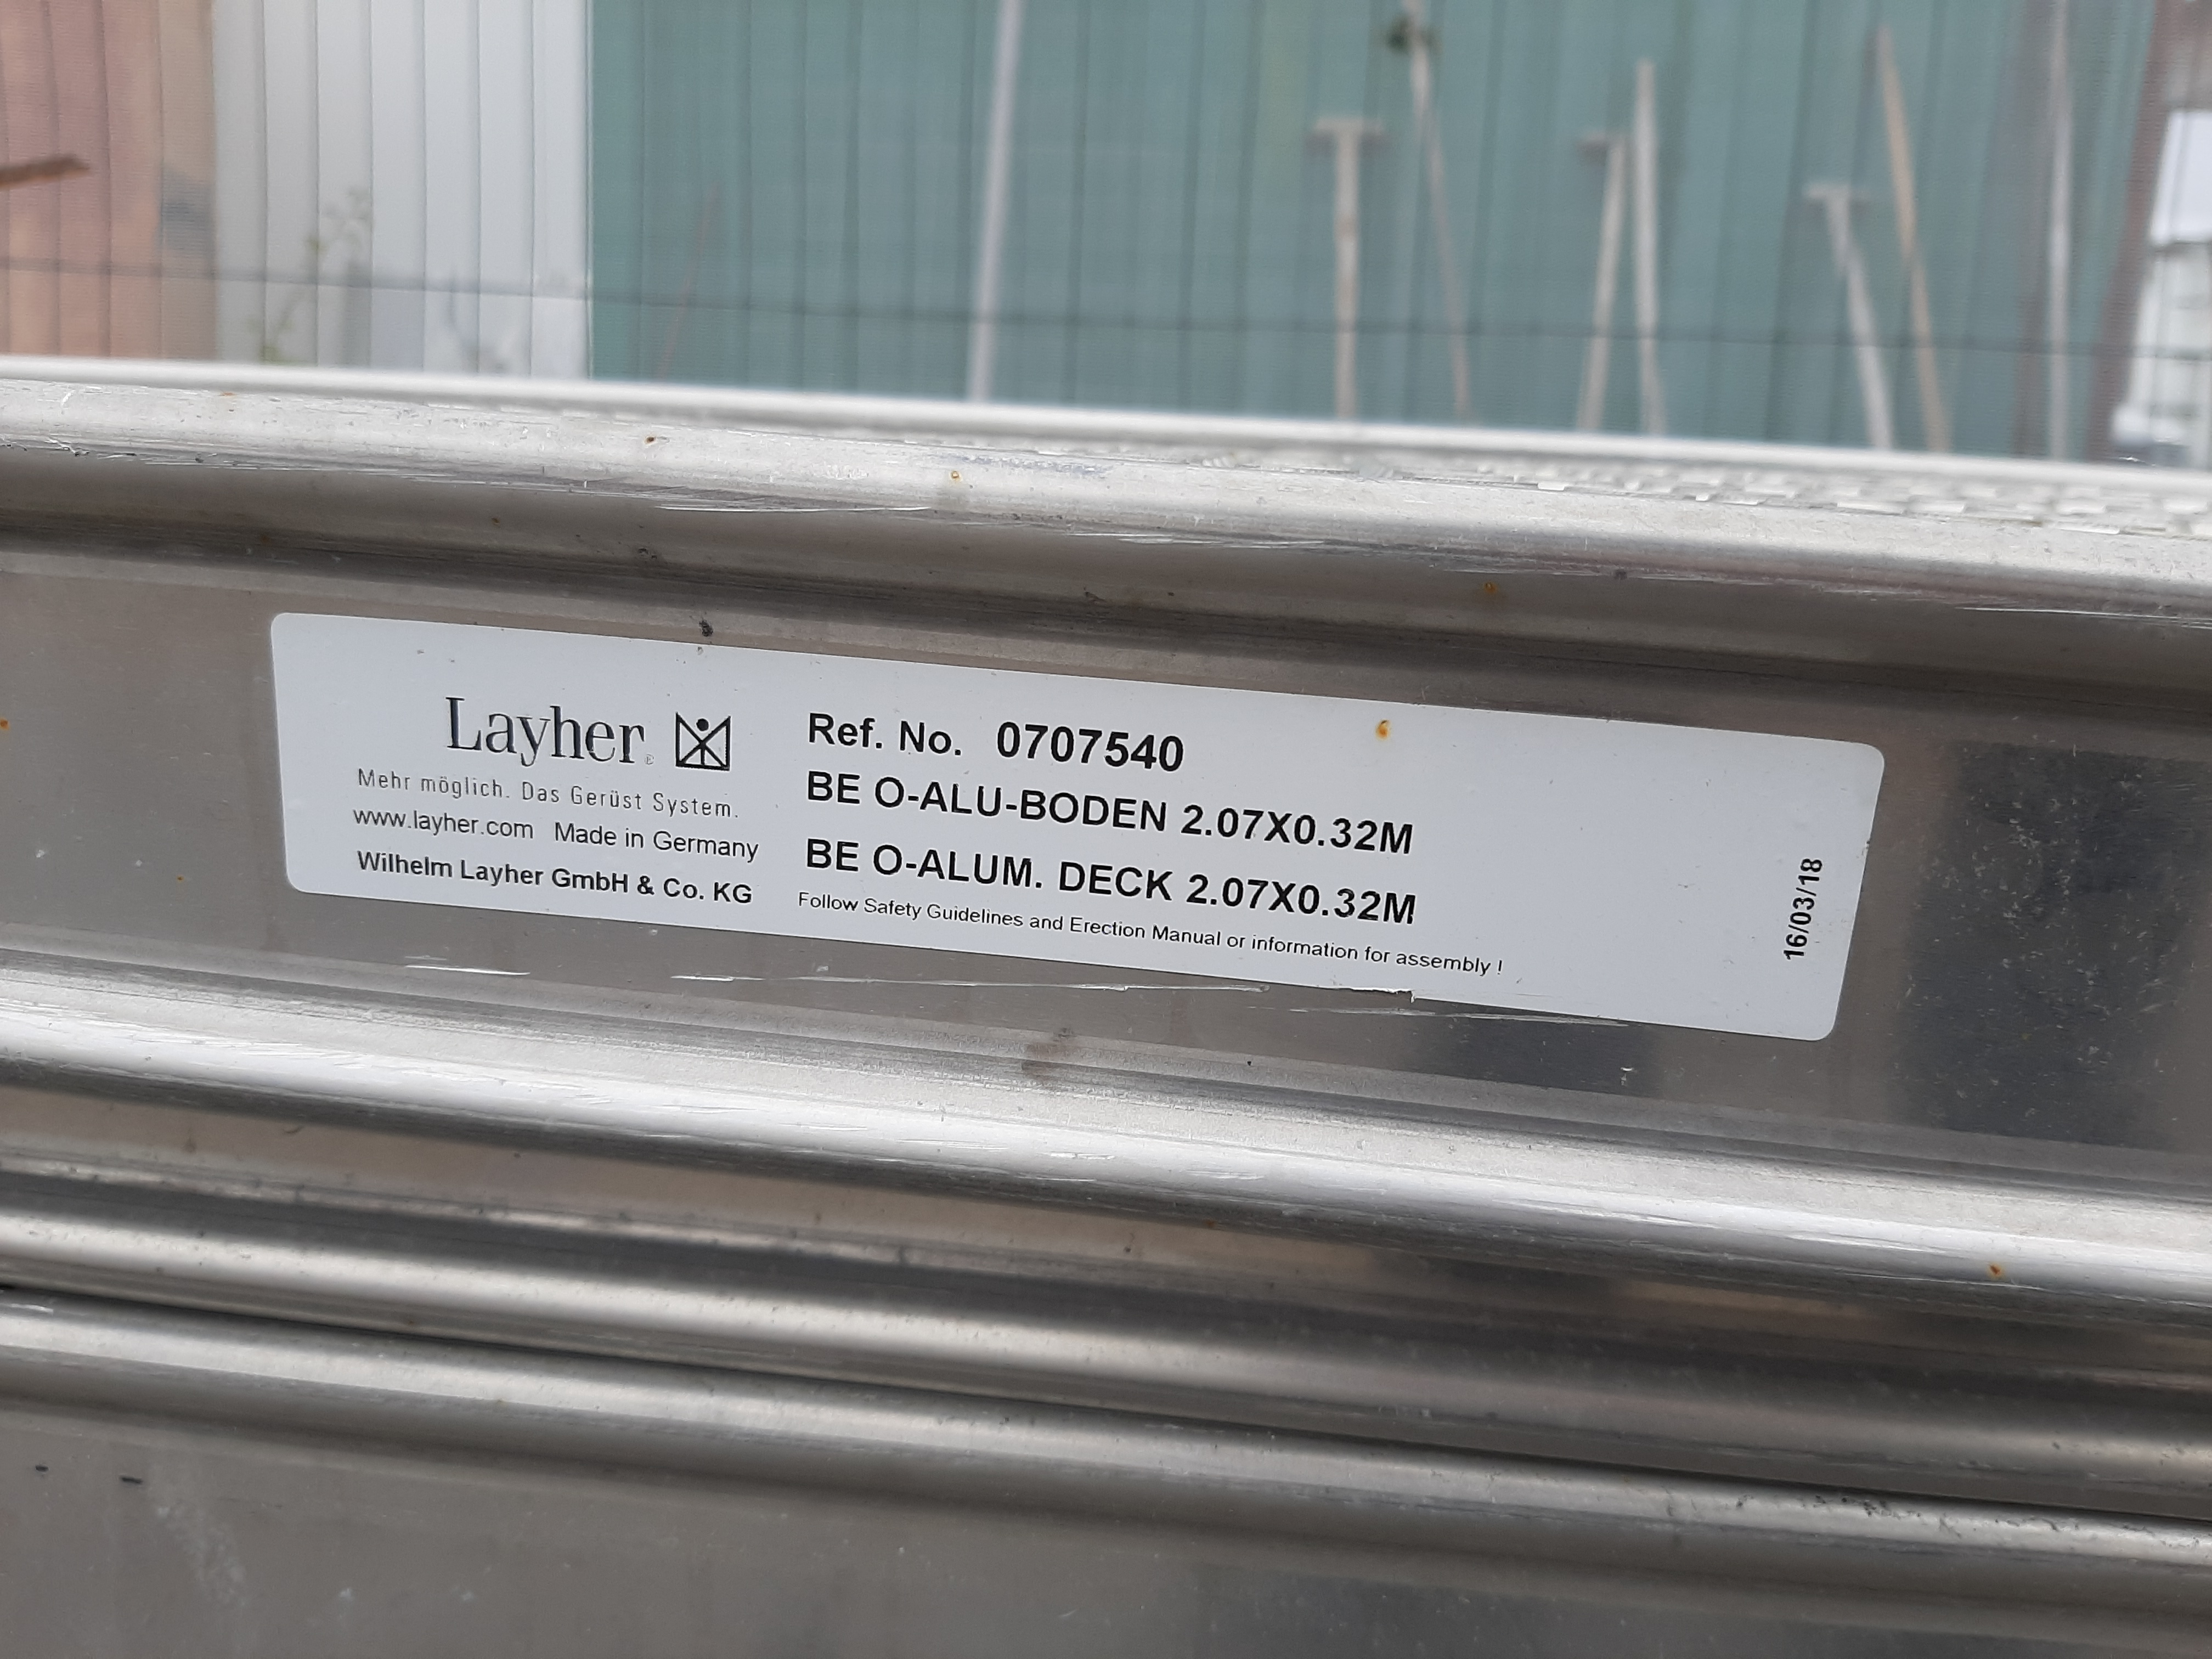 Layher®
Mehr möglich. Das Gerüst System.
www.layher.com Made in Germany
Wilhelm Layher GmbH & Co. KG
Ref. No. 0707540
BE O-ALU-BODEN 2.07X0.32M
BE O-ALUM. DECK 2.07X0.32M
Follow Safety Guidelines and Erection Manual or information for assembly !
16/03/18